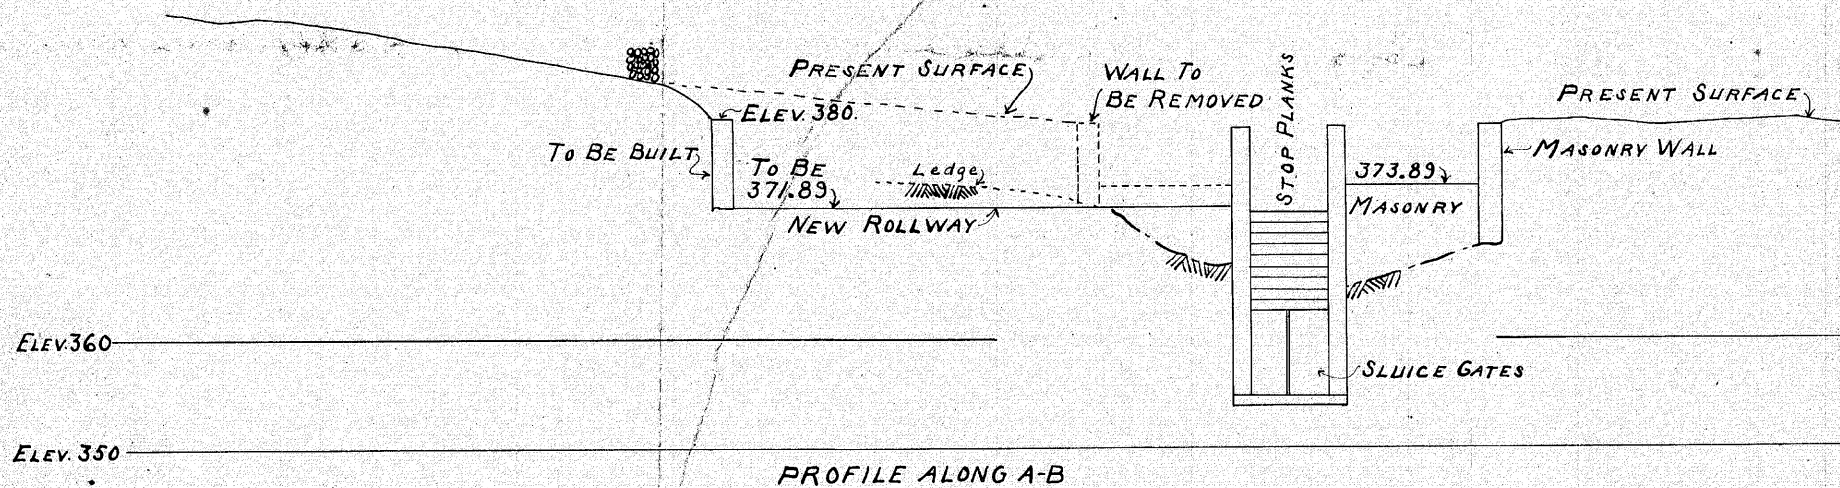 PRESENT SURFACE
WALL TO
BE REMOVED
STOP PLANKS
PRESENT SURFACE
ELEV. 380.
TO BE BUILT
TO BE
371.89
Ledge
373.89
MASONRY WALL
MASONRY
NEW ROLLWAY
ELEV. 360
SLUICE GATES
ELEV. 350
PROFILE ALONG A-B